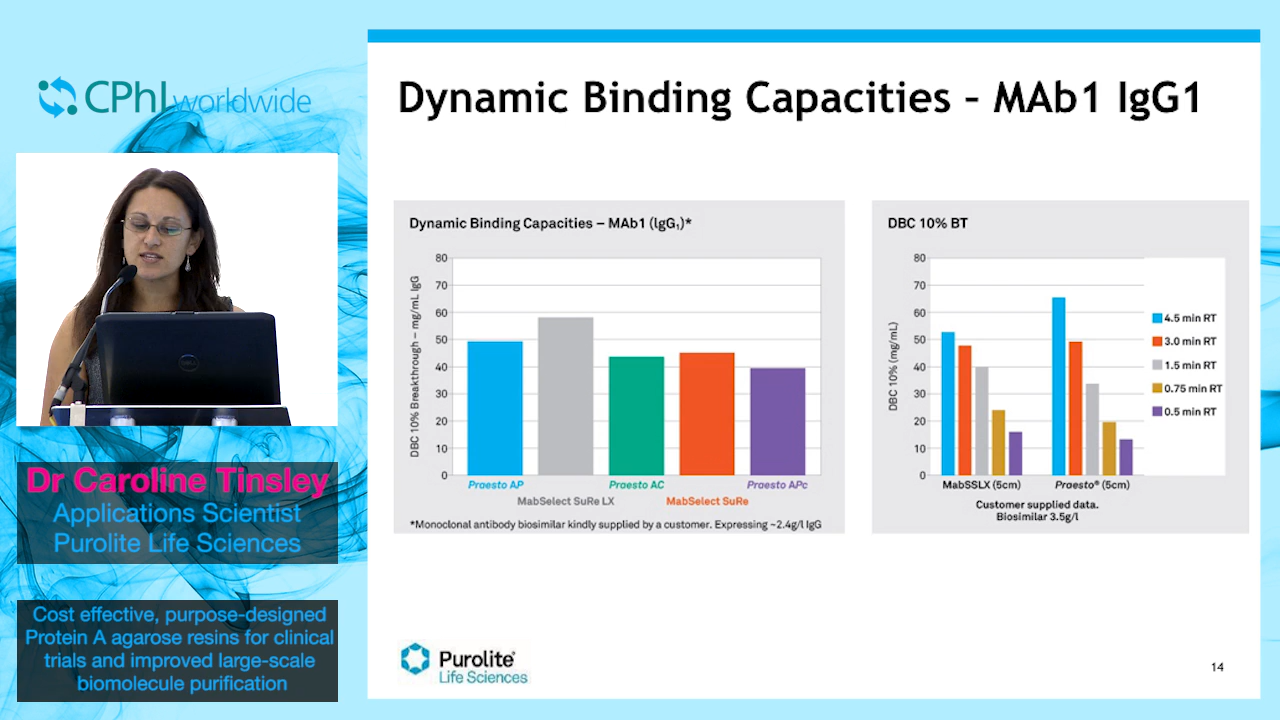 CPhI worldwide
Dr Caroline Tinsley
Applications Scientist
Purolite Life Sciences
Cost effective, purpose-designed
Protein A agarose resins for clinical
trials and improved large-scale
biomolecule purification
Dynamic Binding Capacities – MAb1 IgG1
Dynamic Binding Capacities – MAb1 (IgG₁)*
DBC 10% Breakthrough – mg/mL IgG
80
70
60
50
40
30
20
10
0
Praesto AP
MabSelect SuRe LX
Praesto AC
MabSelect SuRe
Praesto APc
*Monoclonal antibody biosimilar kindly supplied by a customer. Expressing ~2.4g/l IgG
DBC 10% BT
DBC 10% (mg/mL)
80
70
60
50
40
30
20
10
0
MabSSLX (5cm)
Praesto® (5cm)
4.5 min RT
3.0 min RT
1.5 min RT
0.75 min RT
0.5 min RT
Customer supplied data.
Biosimilar 3.5g/l
Purolite®
Life Sciences
14